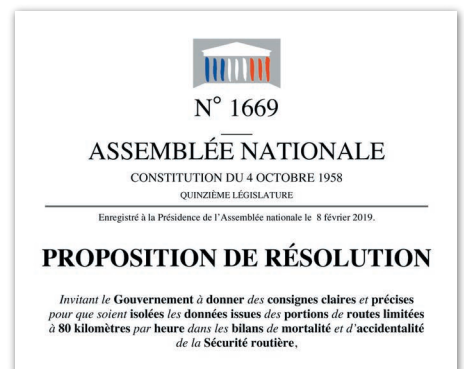 N° 1669
ASSEMBLÉE NATIONALE
CONSTITUTION DU 4 OCTOBRE 1958
QUINZIÈME LÉGISLATURE
Enregistré à la Présidence de l'Assemblée nationale le 8 février 2019.
PROPOSITION DE RÉSOLUTION
Invitant le Gouvernement à donner des consignes claires et précises
pour que soient isolées les données issues des portions de routes limitées
à 80 kilomètres par heure dans les bilans de mortalité et d'accidentalité
de la Sécurité routière,